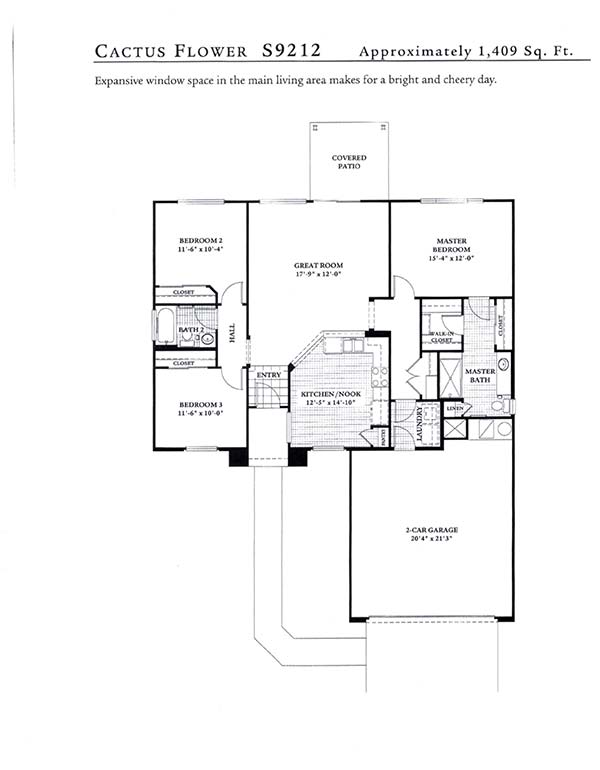 CACTUS FLOWER S9212 Approximately 1,409 Sq. Ft.
Expansive window space in the main living area makes for a bright and cheery day.
COVERED
PATIO
BEDROOM 2
11'-6" x 10'-4"
GREAT ROOM
17'-9" x 12'-0"
MASTER
BEDROOM
15'-4" x 12'-0"
CLOSET
BATH 2
HALL
WALK-IN
CLOSET
CLOSET
CLOSET
ENTRY
MASTER
BATH
BEDROOM 3
11'-6" x 10'-0"
KITCHEN/NOOK
12'-5" x 14'-10"
LINEN
LAUNDRY
PANTRY
2-CAR GARAGE
20'4" x 21'3"